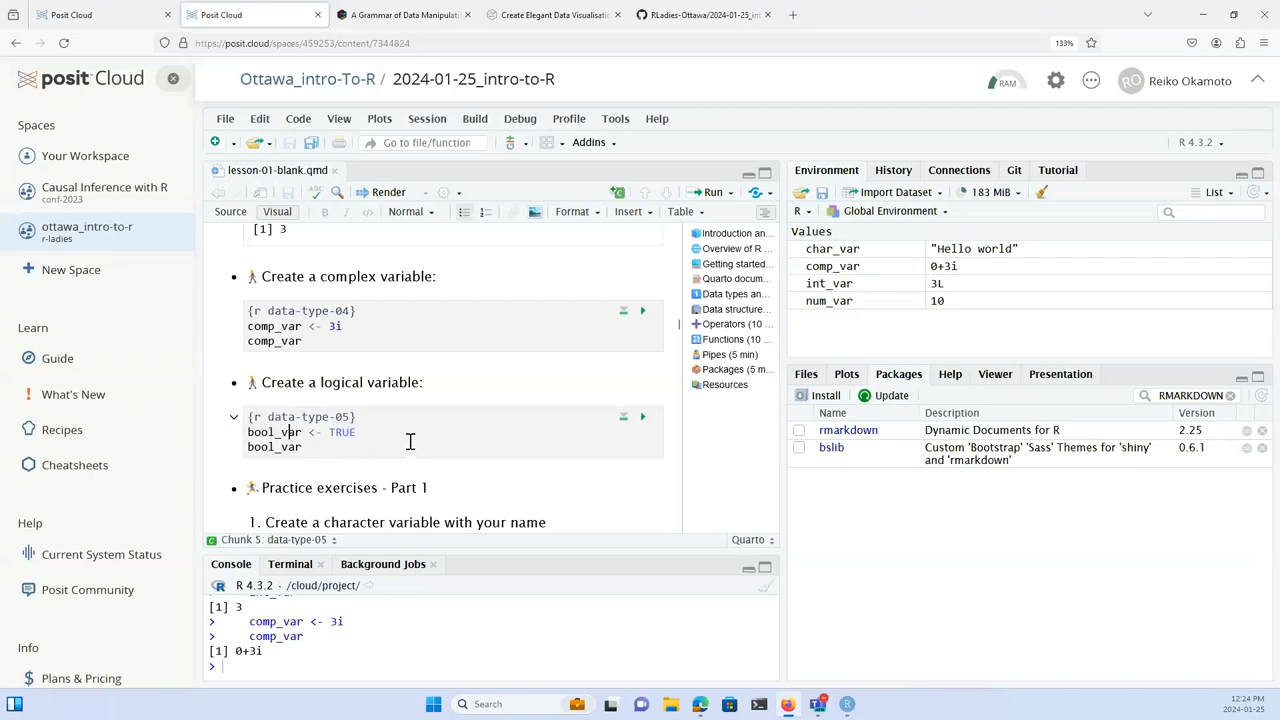 Posit Cloud
Posit Cloud
A Grammar of Data Manipulati
Create Elegant Data Visualisation
RLadies-Ottawa/2024-01-25_int
https://posit.cloud/spaces/459253/content/7344824
133%
posit Cloud
Ottawa_intro-To-R / 2024-01-25_intro-to-R
RAM
RO
Reiko Okamoto
Spaces
Your Workspace
Causal Inference with R
conf-2023
ottawa_intro-to-r
r-ladies
New Space
Learn
Guide
What's New
Recipes
Cheatsheets
Help
Current System Status
Posit Community
Info
Plans & Pricing
File Edit Code View Plots Session Build Debug Profile Tools Help
Go to file/function
Addins
R 4.3.2
lesson-01-blank.qmd
Render
Run
Source Visual
B I
Normal
Format Insert Table
[1] 3
Create a complex variable:
{r data-type-04}
comp_var <- 3i
comp_var
Create a logical variable:
{r data-type-05}
bool_var <- TRUE
bool_var
Practice exercises - Part 1
1. Create a character variable with your name
Introduction an...
Overview of R ...
Getting started...
Quarto docum...
Data types an...
Data structure...
Operators (10 ...
Functions (10 ...
Pipes (5 min)
Packages (5 m...
Resources
Chunk 5: data-type-05
Quarto
Console Terminal Background Jobs
R 4.3.2 · /cloud/project/
[1] 3
> comp_var <- 3i
> comp_var
[1] 0+3i
>
Environment History Connections Git Tutorial
Import Dataset
183 MiB
List
R
Global Environment
Values
char_var "Hello world"
comp_var 0+3i
int_var 3L
num_var 10
Files Plots Packages Help Viewer Presentation
Install Update
RMARKDOWN
Name Description Version
rmarkdown Dynamic Documents for R 2.25
bslib Custom 'Bootstrap' 'Sass' Themes for 'shiny' 0.6.1
and 'rmarkdown'
Search
12:24 PM
2024-01-25